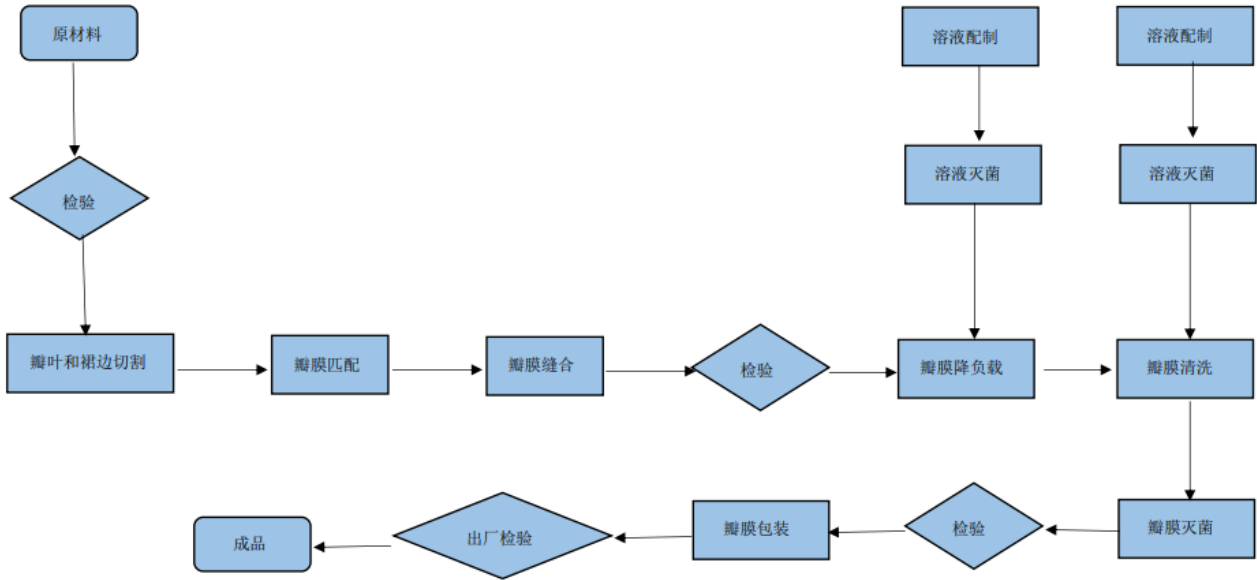 原材料
溶液配制
溶液配制
检验
溶液灭菌
溶液灭菌
瓣叶和裙边切割
瓣膜匹配
瓣膜缝合
检验
瓣膜降负载
瓣膜清洗
成品
出厂检验
瓣膜包装
检验
瓣膜灭菌